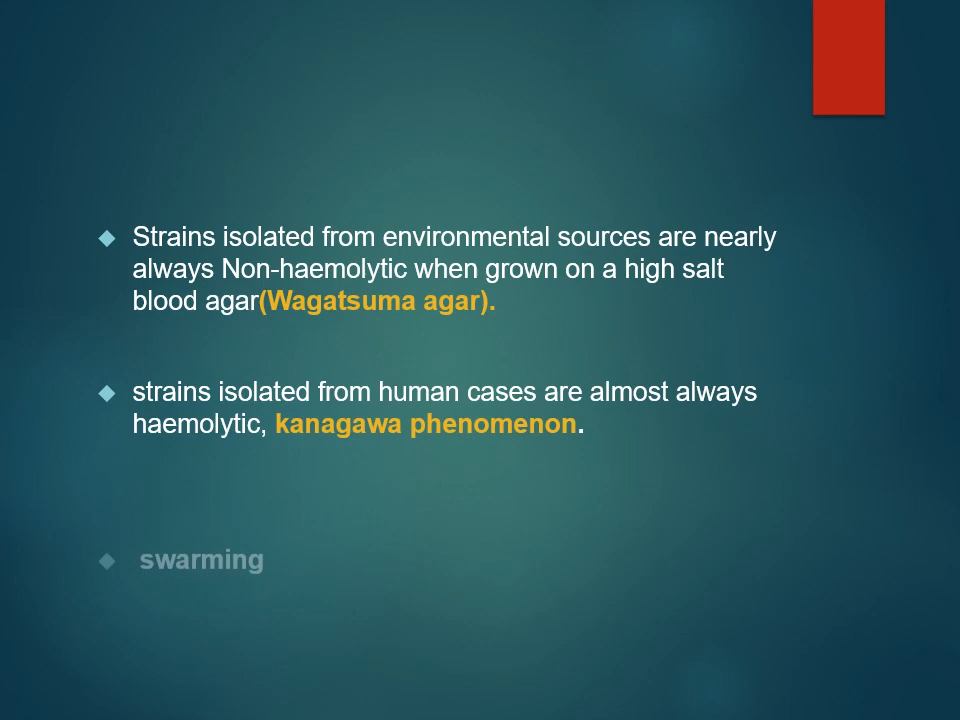 Strains isolated from environmental sources are nearly
always Non-haemolytic when grown on a high salt
blood agar(Wagatsuma agar).
strains isolated from human cases are almost always
haemolytic, kanagawa phenomenon.
swarming